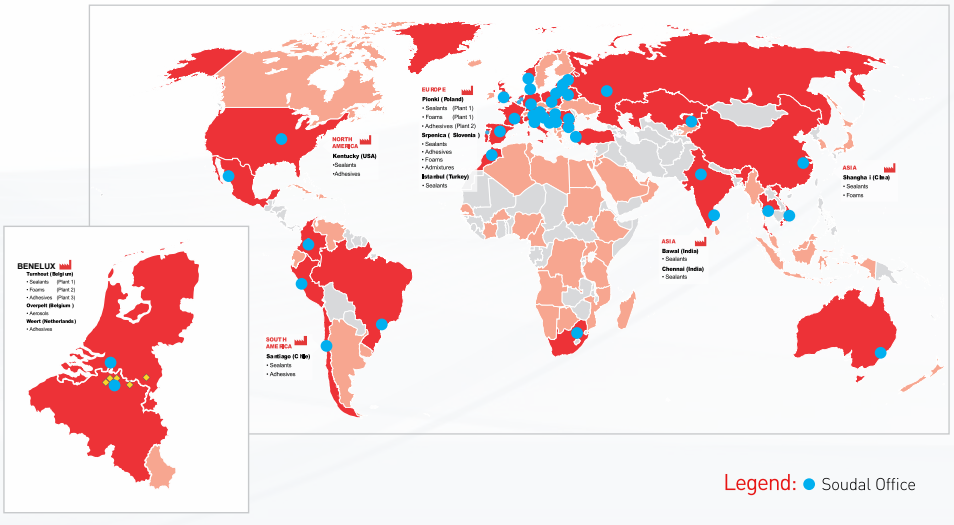 EUROPE
Pionki (Poland)
• Sealants (Plant 1)
• Foams (Plant 1)
• Adhesives (Plant 2)
Srpenica ( Slovenia )
• Sealants
• Adhesives
• Foams
• Admixtures
İstanbul (Turkey)
• Sealants
NORTH
AMERICA
Kentucky (USA)
•Sealants
•Adhesives
ASIA
Shanghai (China)
• Sealants
• Foams
ASIA
Bawal (India)
• Sealants
Chennai (India)
• Sealants
BENELUX
Turnhout (Belgium)
• Sealants (Plant 1)
• Foams (Plant 2)
• Adhesives (Plant 3)
Overpelt (Belgium )
• Aerosols
Weert (Netherlands)
• Adhesives
SOUTH
AMERICA
Santiago (Chile)
• Sealants
• Adhesives
Legend: Soudal Office